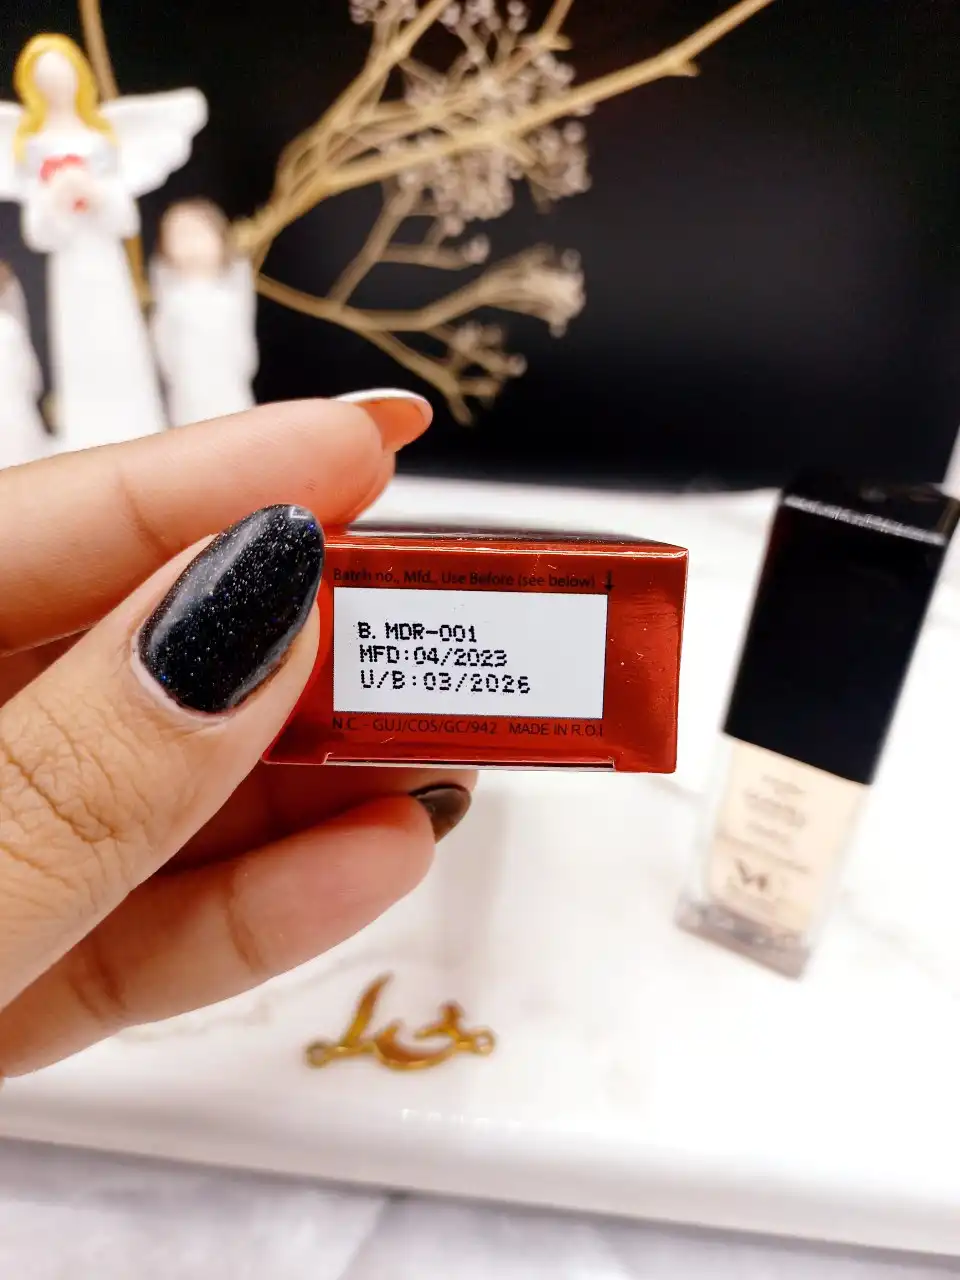 Batch no., Mfd., Use Before (see below) ↓
B. MDR-001
MFD:04/2023
U/B:03/2026
N.C. - GUJ/COS/GC/942 MADE IN R.O.I